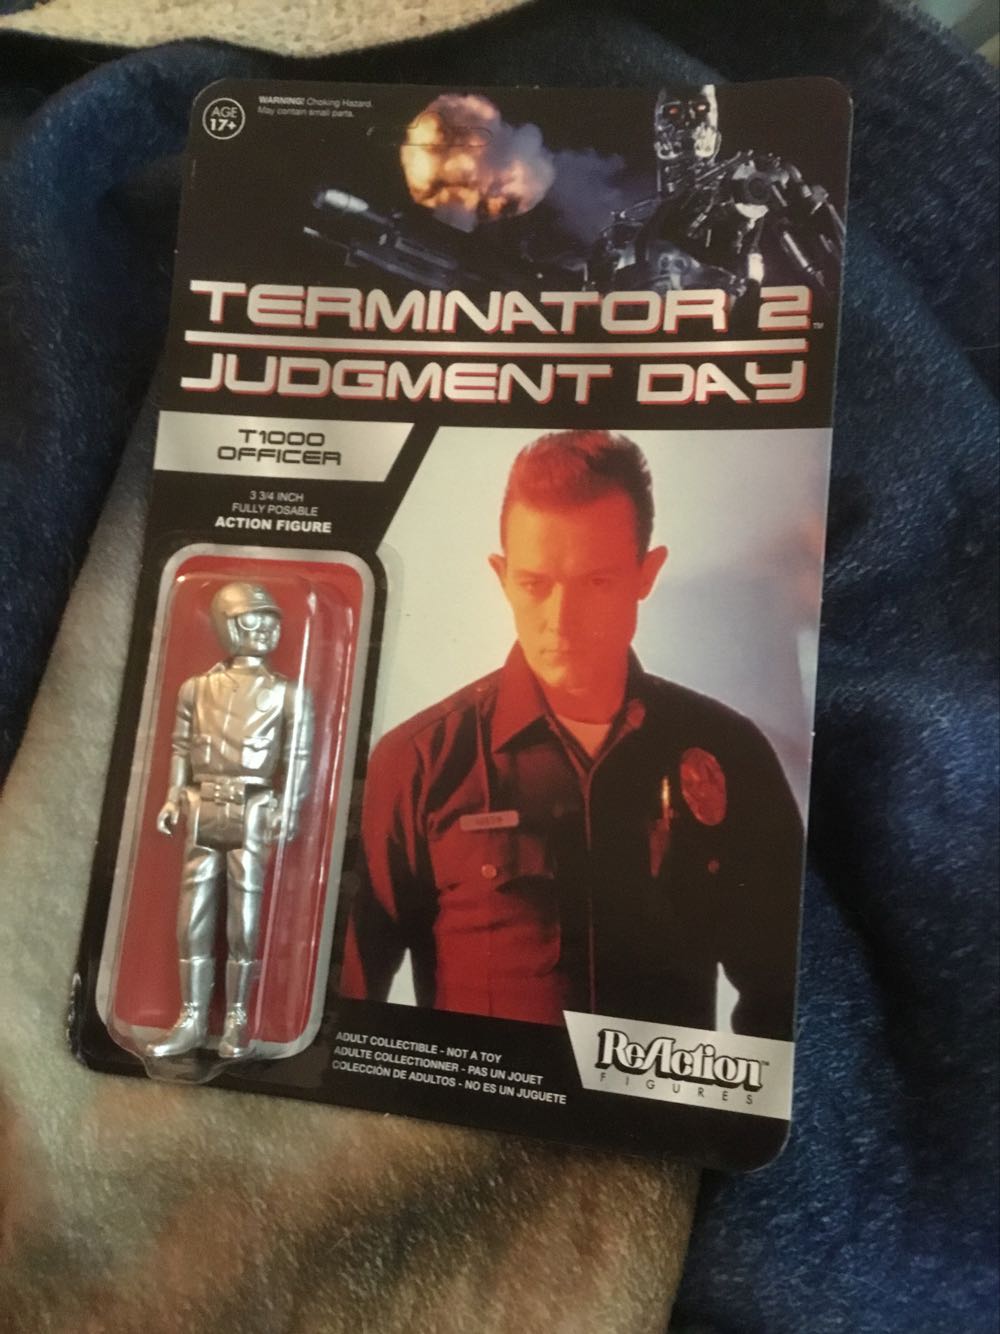 AGE
17+
WARNING! Choking Hazard.
May contain small parts.
TERMINATOR 2™
JUDGMENT DAY
T1000
OFFICER
3 3/4 INCH
FULLY POSABLE
ACTION FIGURE
ADULT COLLECTIBLE - NOT A TOY
ADULTE COLLECTIONNER - PAS UN JOUET
COLECCIÓN DE ADULTOS - NO ES UN JUGUETE
ReAction™
FIGURES